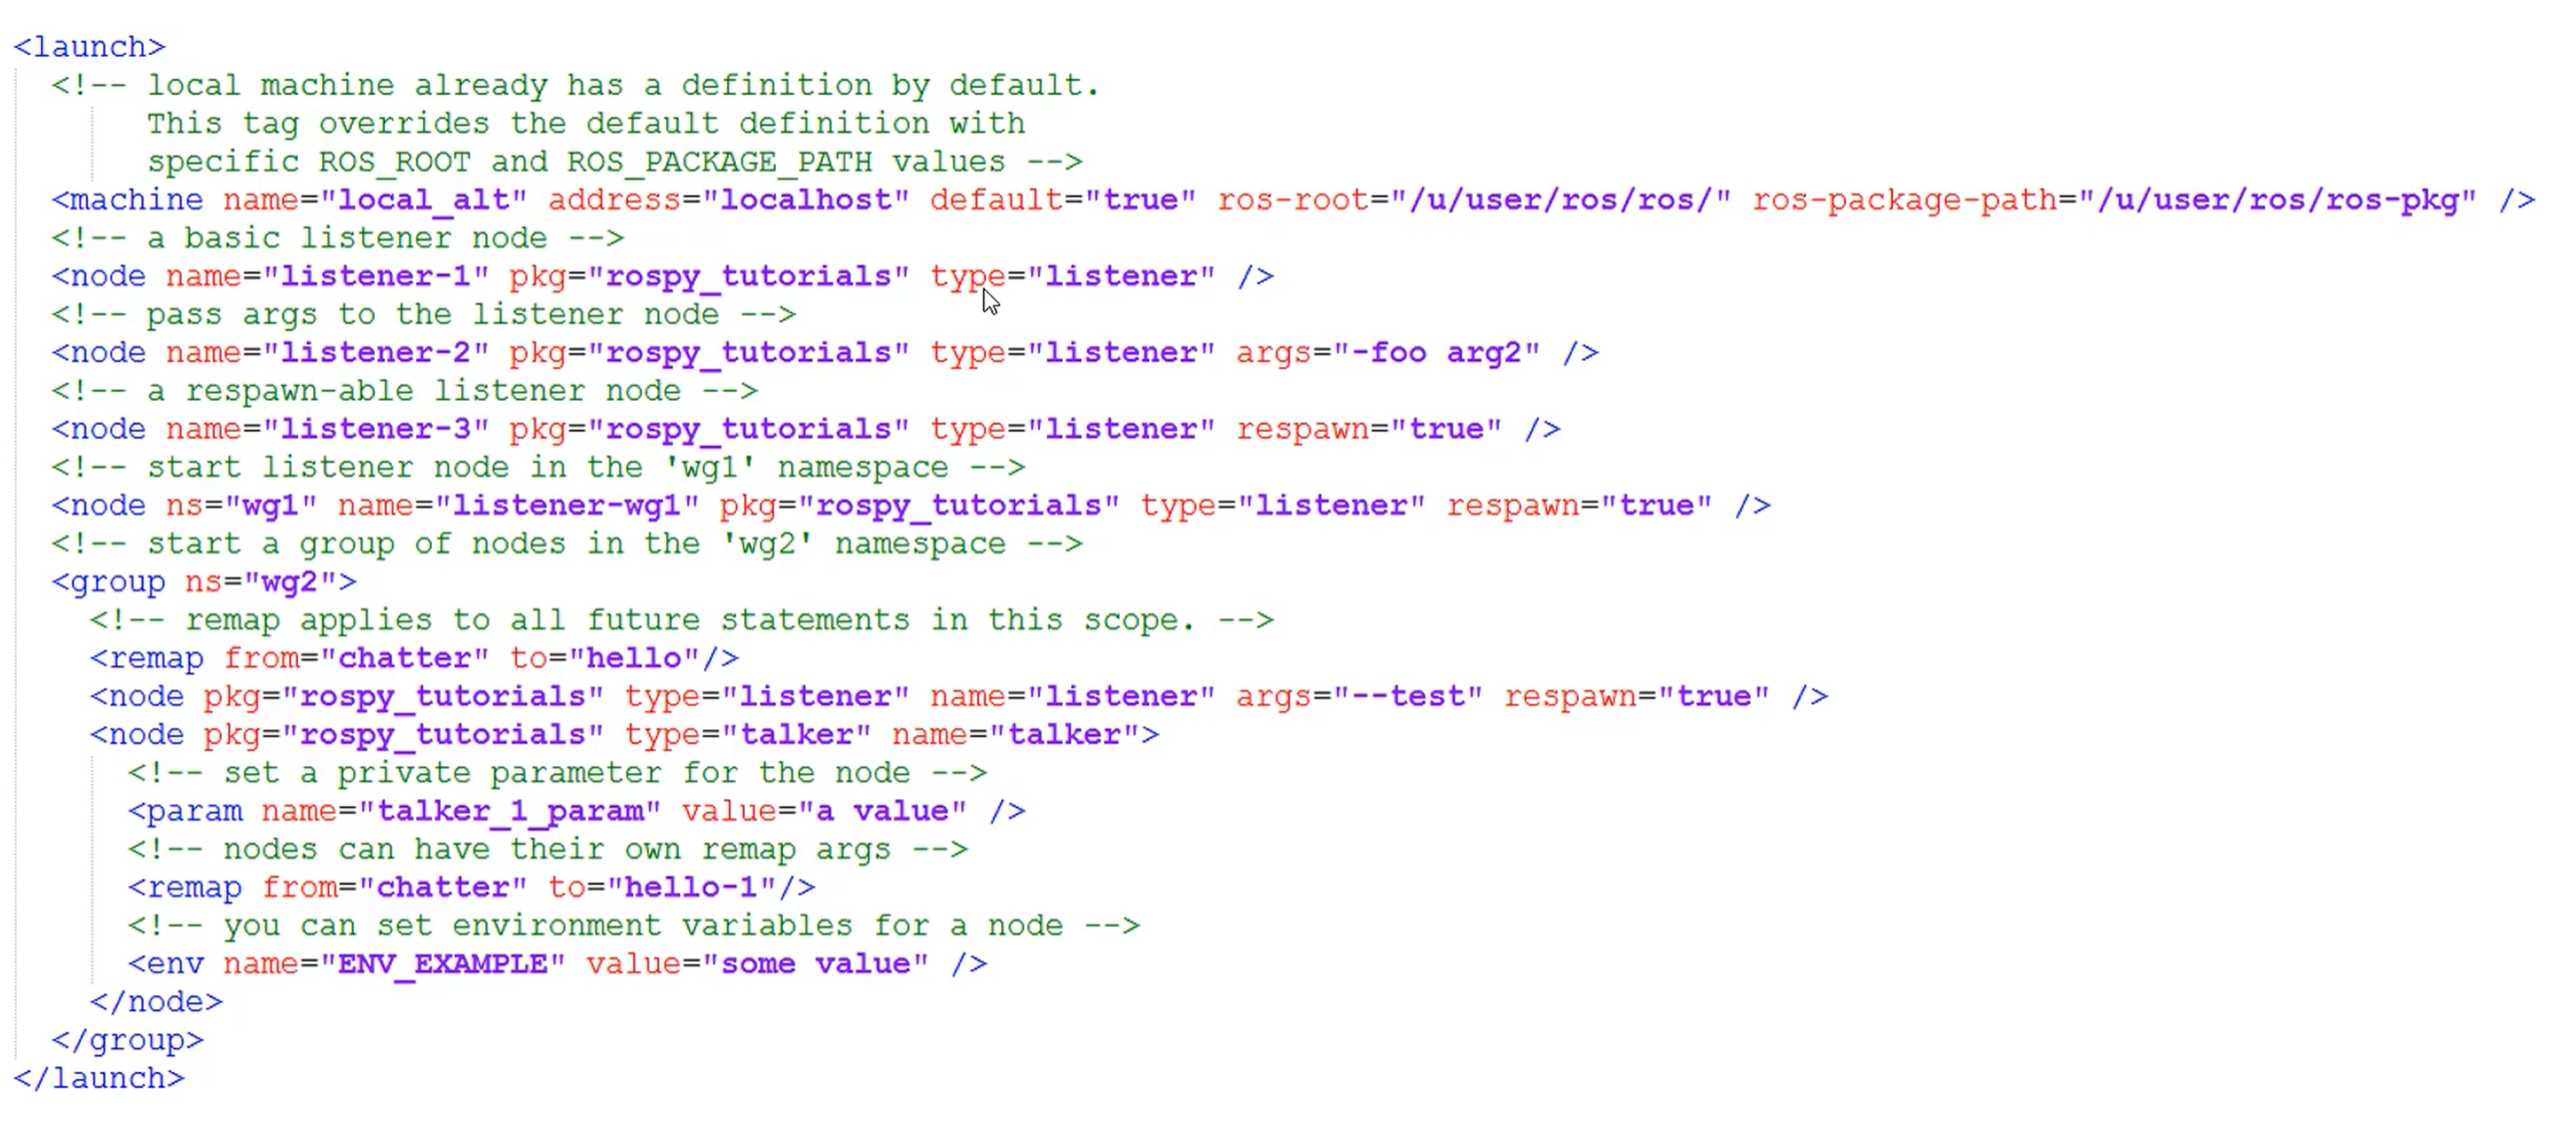 <launch>
<!-- local machine already has a definition by default.
This tag overrides the default definition with
specific ROS_ROOT and ROS_PACKAGE_PATH values -->
<machine name="local_alt" address="localhost" default="true" ros-root="/u/user/ros/ros/" ros-package-path="/u/user/ros/ros-pkg" />
<!-- a basic listener node -->
<node name="listener-1" pkg="rospy_tutorials" type="listener" />
<!-- pass args to the listener node -->
<node name="listener-2" pkg="rospy_tutorials" type="listener" args="-foo arg2" />
<!-- a respawn-able listener node -->
<node name="listener-3" pkg="rospy_tutorials" type="listener" respawn="true" />
<!-- start listener node in the 'wg1' namespace -->
<node ns="wg1" name="listener-wg1" pkg="rospy_tutorials" type="listener" respawn="true" />
<!-- start a group of nodes in the 'wg2' namespace -->
<group ns="wg2">
<!-- remap applies to all future statements in this scope. -->
<remap from="chatter" to="hello"/>
<node pkg="rospy_tutorials" type="listener" name="listener" args="--test" respawn="true" />
<node pkg="rospy_tutorials" type="talker" name="talker">
<!-- set a private parameter for the node -->
<param name="talker_1_param" value="a value" />
<!-- nodes can have their own remap args -->
<remap from="chatter" to="hello-1"/>
<!-- you can set environment variables for a node -->
<env name="ENV_EXAMPLE" value="some value" />
</node>
</group>
</launch>